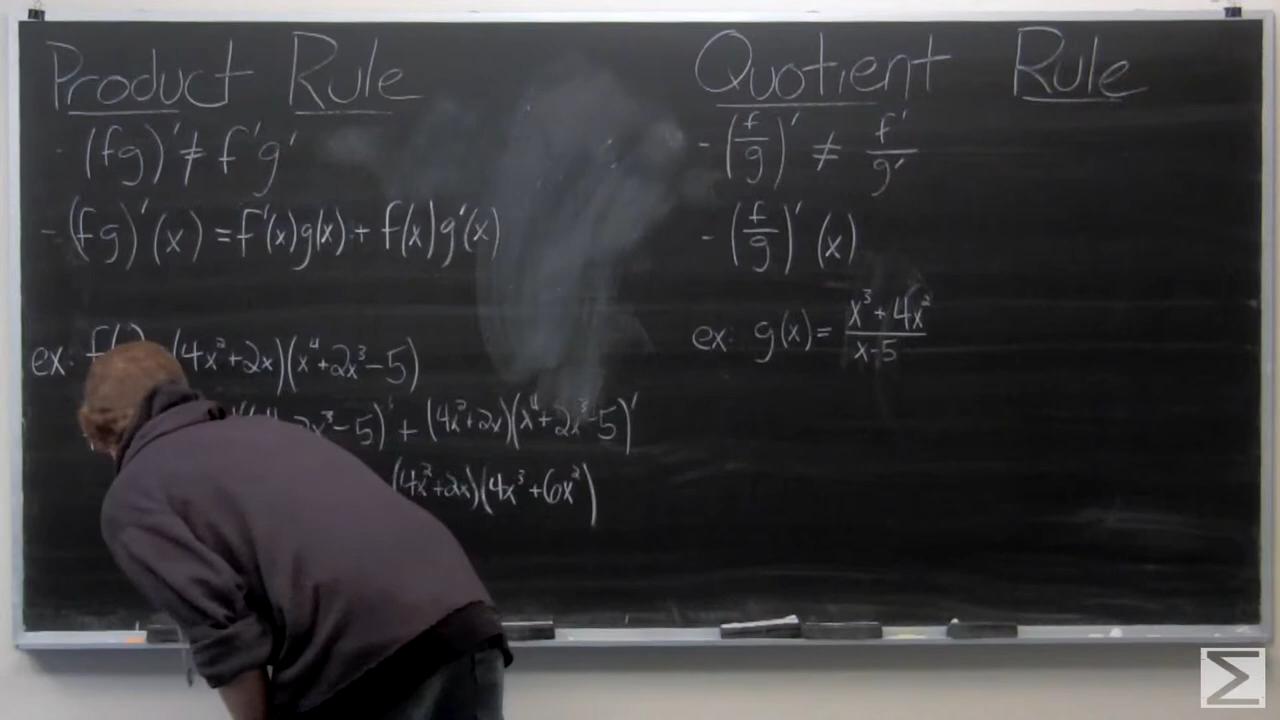 Product Rule
- (fg)' ≠ f'g'
- (fg)'(x) = f'(x)g(x) + f(x)g'(x)
ex: f( (4x²+2x)(x⁴+2x³-5)
2x³-5)' + (4x²+2x)(x⁴+2x³-5)'
(4x²+2x)(4x³+6x²)
Quotient Rule
- (f/g)' ≠ f'/g'
- (f/g)'(x)
ex: g(x) = x³+4x²/x-5
Σ